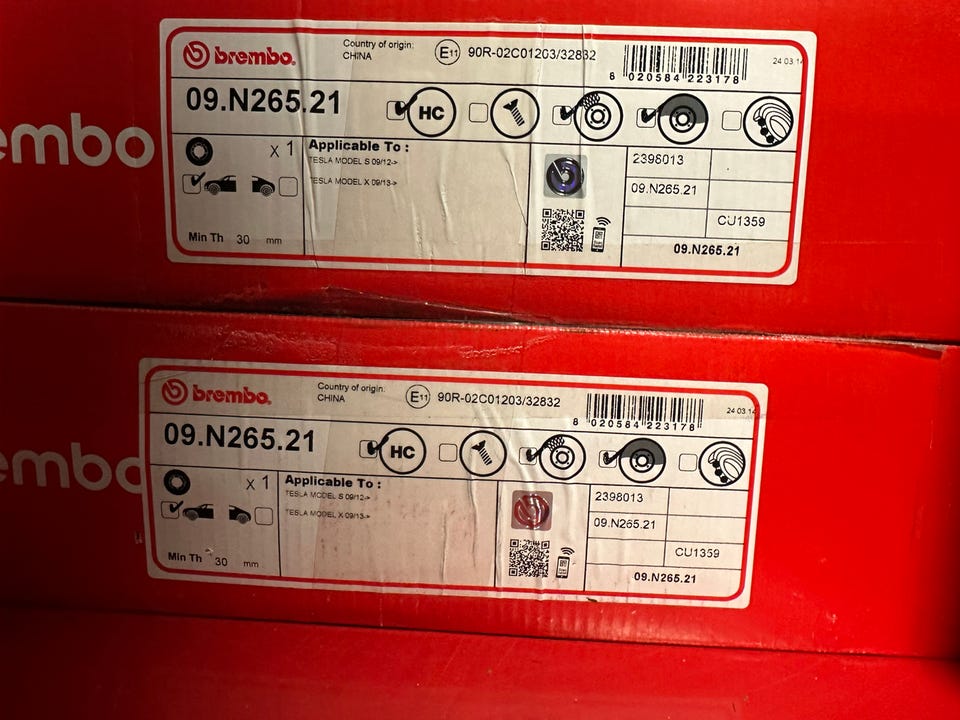 embo
brembo.
Country of origin:
CHINA
E11 90R-02C01203/32832
8 020584 223178
24 03 14
09.N265.21
HC
x 1
Applicable To :
TESLA MODEL S 09/12->
TESLA MODEL X 09/13->
Min Th 30 mm
2398013
09.N265.21
CU1359
09.N265.21
embo
brembo.
Country of origin:
CHINA
E11 90R-02C01203/32832
8 020584 223178
24 03 14
09.N265.21
HC
x 1
Applicable To :
TESLA MODEL S 09/12->
TESLA MODEL X 09/13->
Min Th 30 mm
2398013
09.N265.21
CU1359
09.N265.21